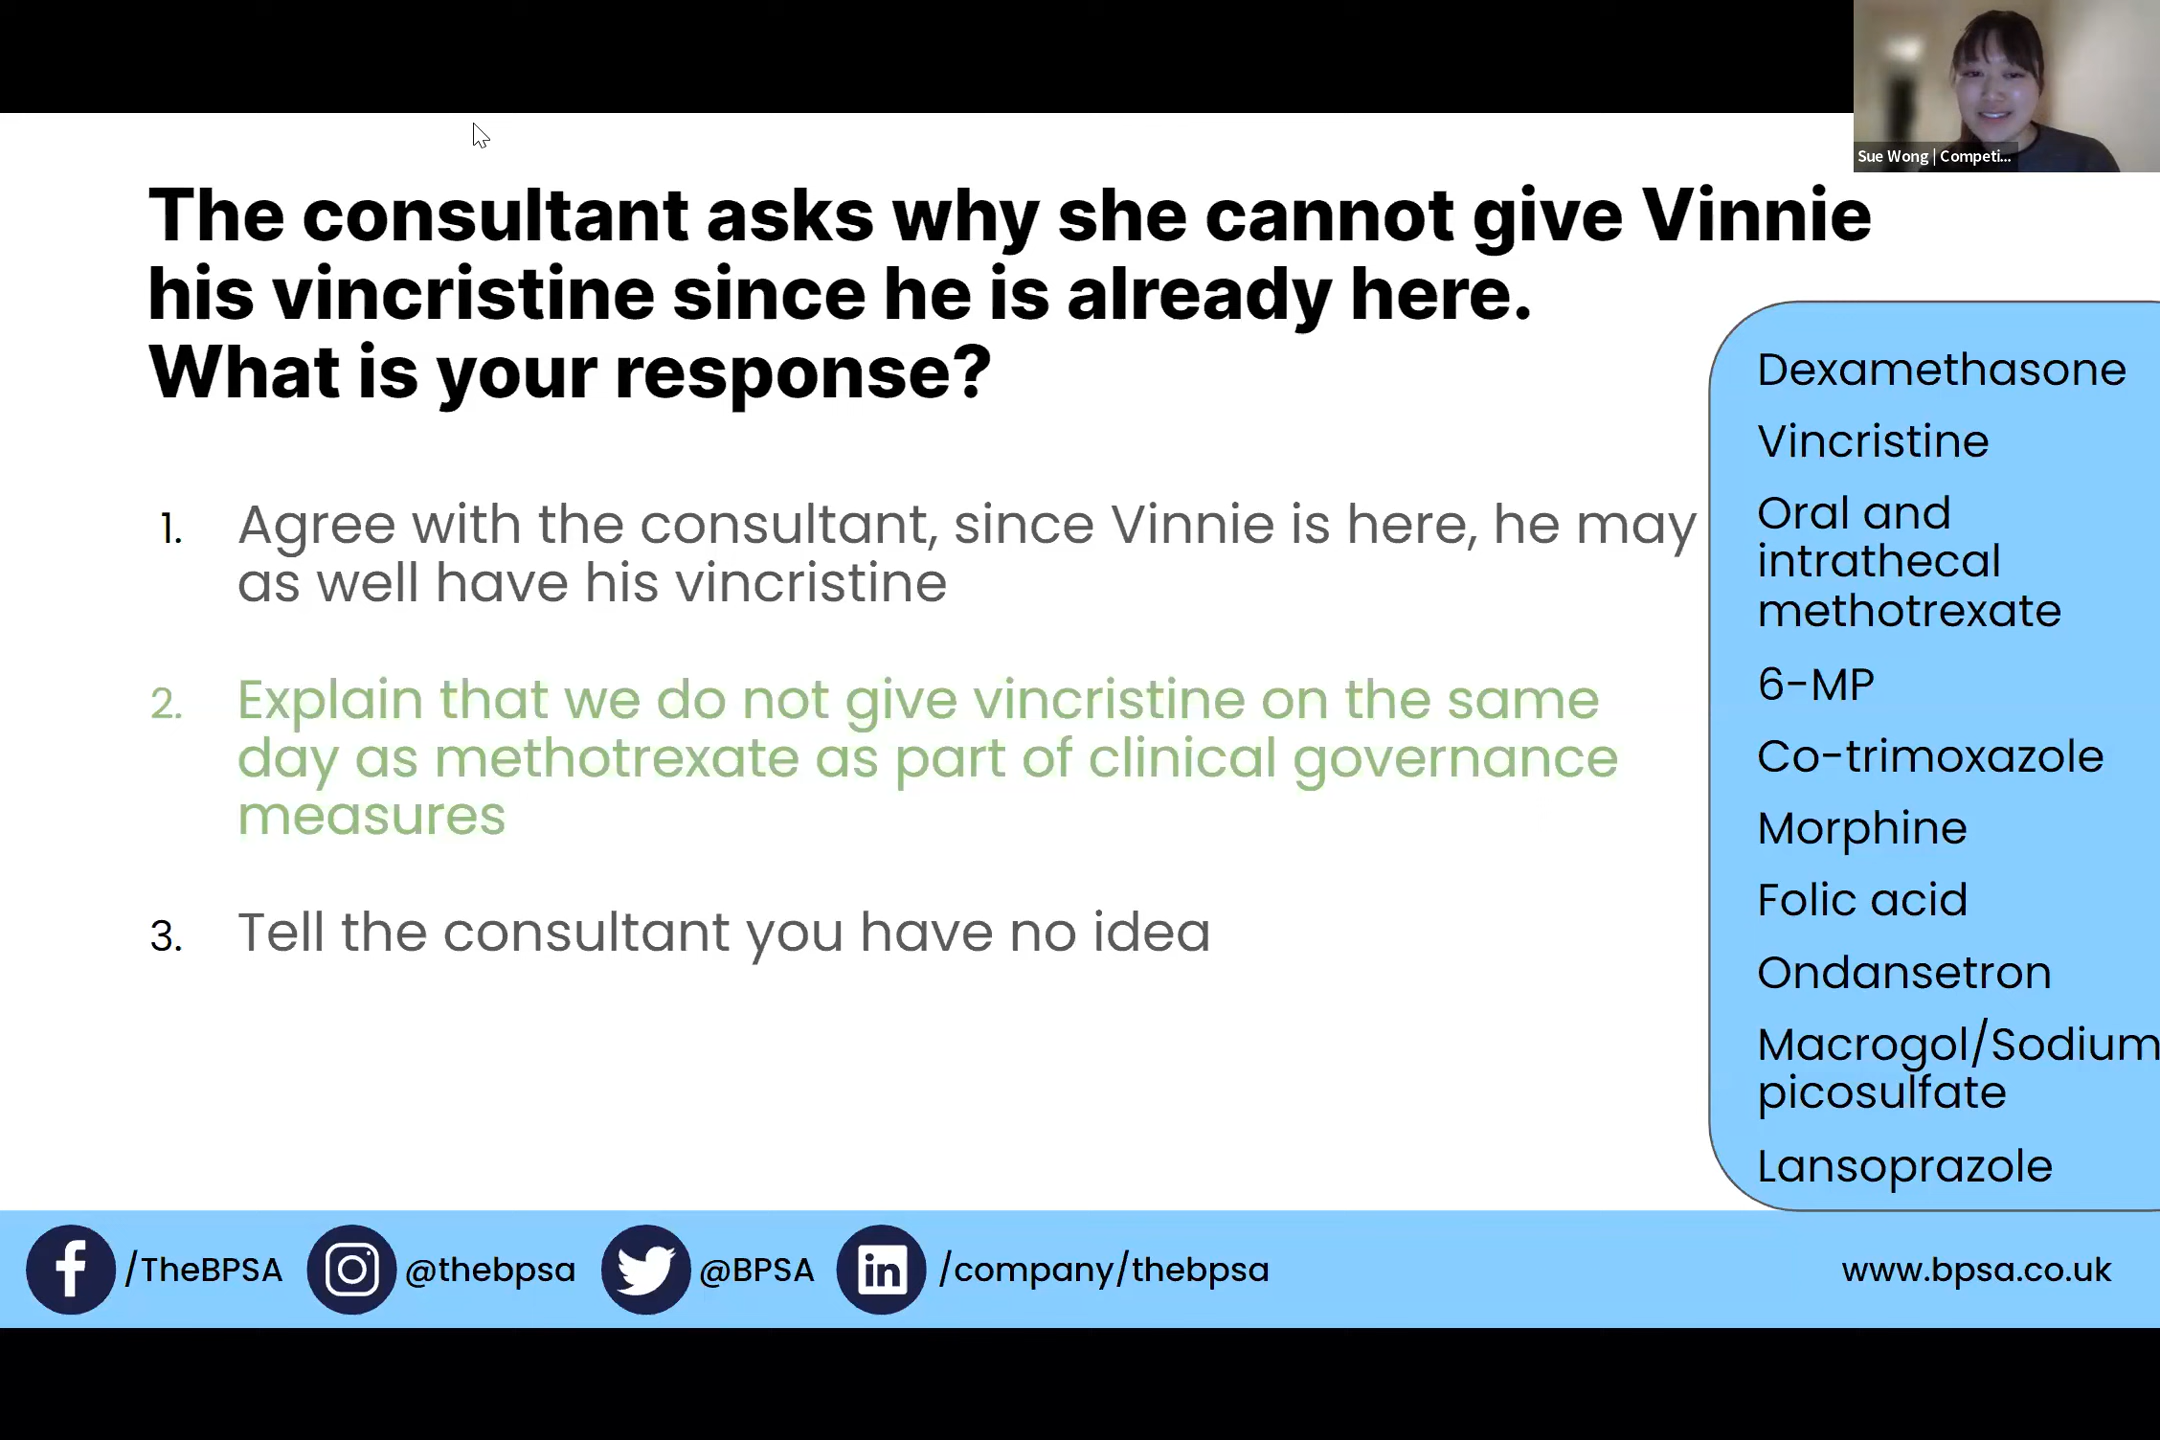 Sue Wong | Competi...
The consultant asks why she cannot give Vinnie
his vincristine since he is already here.
What is your response?
1. Agree with the consultant, since Vinnie is here, he may
as well have his vincristine
2. Explain that we do not give vincristine on the same
day as methotrexate as part of clinical governance
measures
3. Tell the consultant you have no idea
Dexamethasone
Vincristine
Oral and
intrathecal
methotrexate
6-MP
Co-trimoxazole
Morphine
Folic acid
Ondansetron
Macrogol/Sodium
picosulfate
Lansoprazole
/TheBPSA @thebpsa @BPSA /company/thebpsa www.bpsa.co.uk